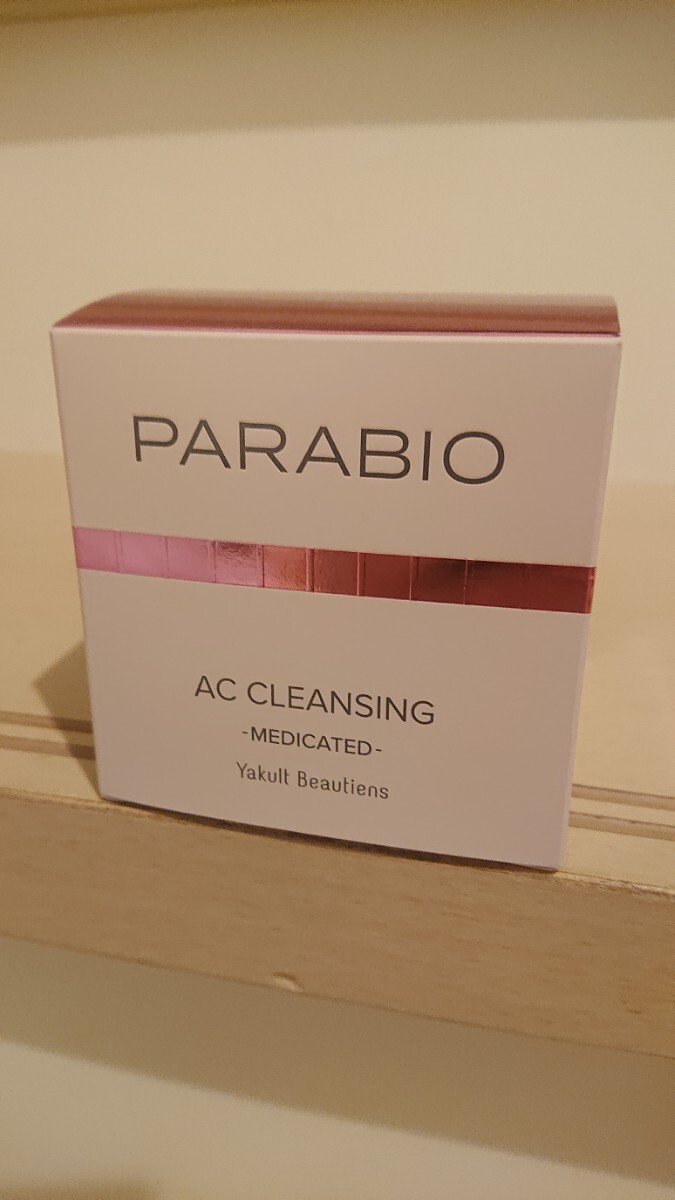 PARABIO
AC CLEANSING
-MEDICATED-
Yakult Beautiens